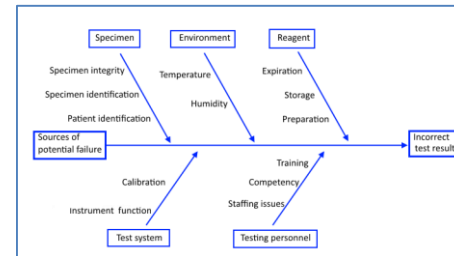 Specimen
Environment
Reagent
Specimen integrity
Specimen identification
Patient identification
Temperature
Humidity
Expiration
Storage
Preparation
Sources of
potential failure
Incorrect
test result
Calibration
Instrument function
Training
Competency
Staffing issues
Test system
Testing personnel